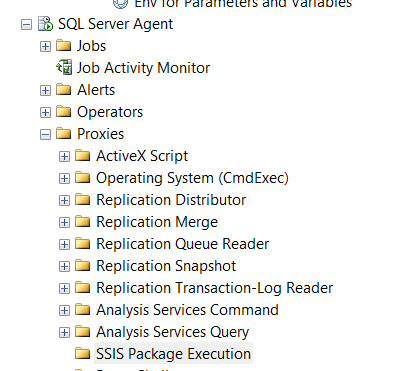 Env for Parameters and Variables
SQL Server Agent
Jobs
Job Activity Monitor
Alerts
Operators
Proxies
ActiveX Script
Operating System (CmdExec)
Replication Distributor
Replication Merge
Replication Queue Reader
Replication Snapshot
Replication Transaction-Log Reader
Analysis Services Command
Analysis Services Query
SSIS Package Execution